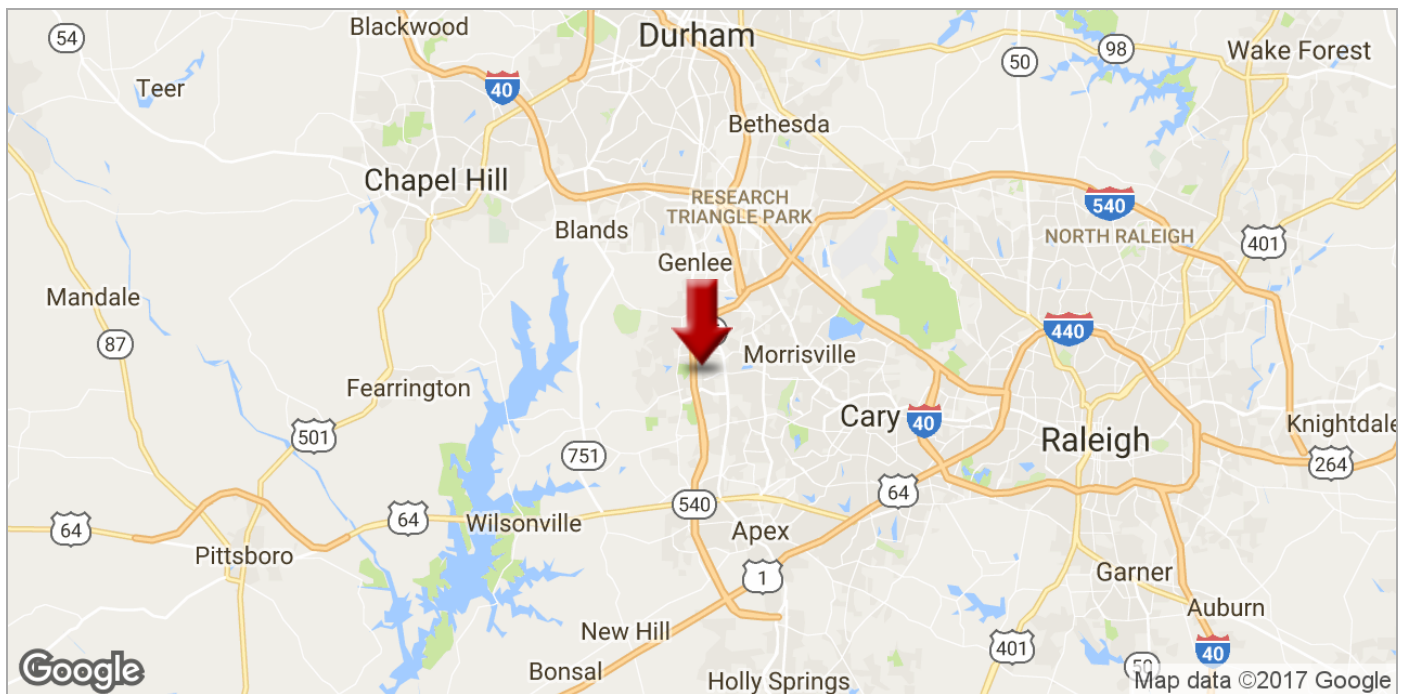 Blackwood
54
Durham
98
Wake Forest
50
Teer
40
Bethesda
Chapel Hill
RESEARCH
TRIANGLE PARK
540
NORTH RALEIGH
401
Blands
Genlee
Mandale
87
440
Morrisville
Fearrington
Cary
40
Raleigh
Knightdale
501
751
264
64
64
Wilsonville
540
64
Apex
Pittsboro
1
Garner
Auburn
New Hill
401
40
Bonsal
50
Holly Springs
Google
Map data ©2017 Google